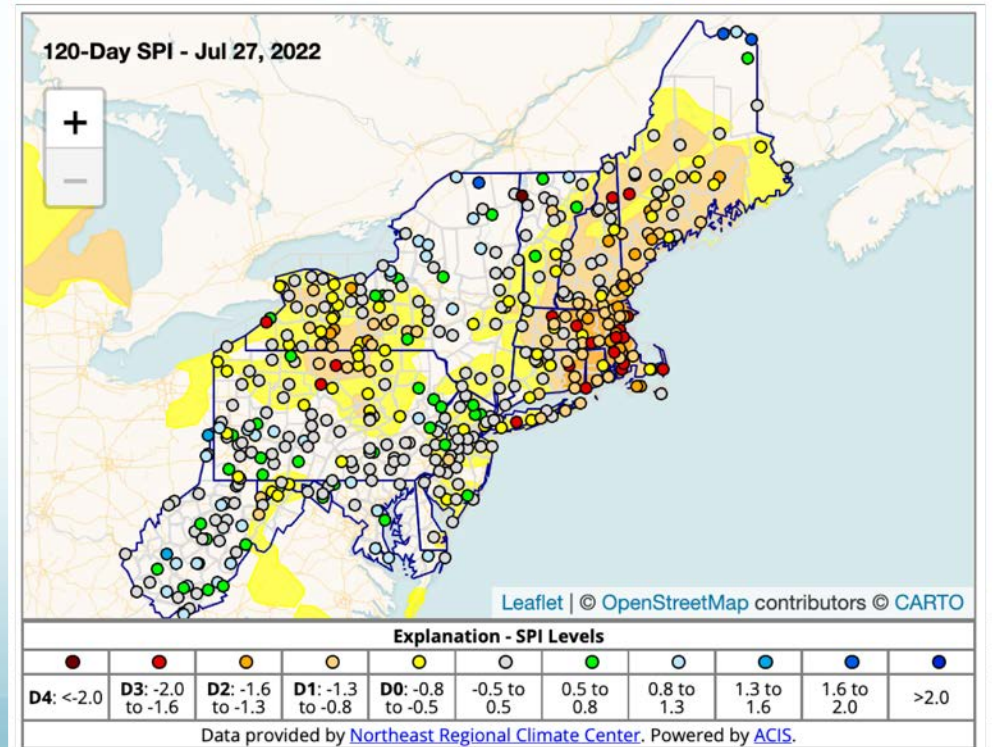 120-Day SPI - Jul 27, 2022
+
−
Leaflet | © OpenStreetMap contributors © CARTO
Explanation - SPI Levels
D4: <-2.0
D3: -2.0
to -1.6
D2: -1.6
to -1.3
D1: -1.3
to -0.8
D0: -0.8
to -0.5
-0.5 to
0.5
0.5 to
0.8
0.8 to
1.3
1.3 to
1.6
1.6 to
2.0
>2.0
Data provided by Northeast Regional Climate Center. Powered by ACIS.